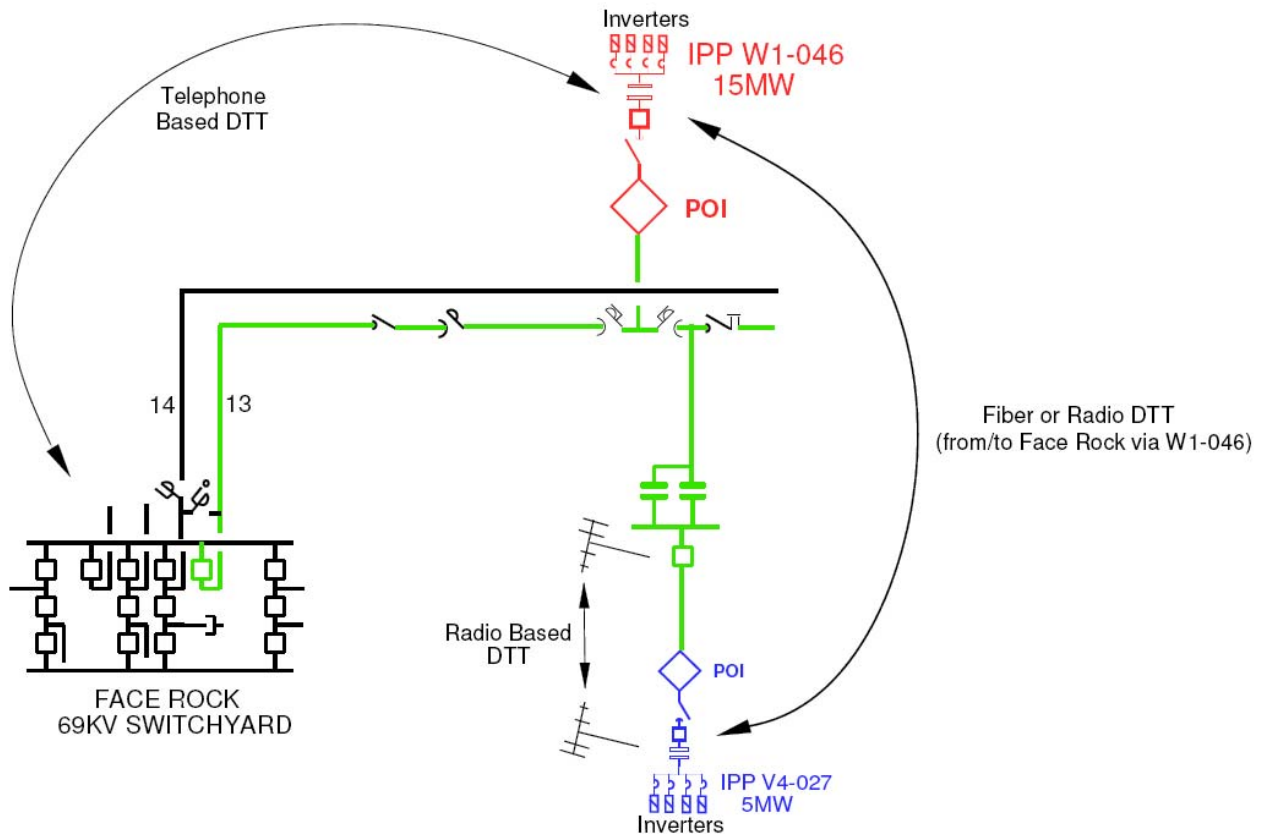 Inverters
IPP W1-046
15MW
Telephone
Based DTT
POI
14
13
Fiber or Radio DTT
(from/to Face Rock via W1-046)
Radio Based
DTT
POI
FACE ROCK
69KV SWITCHYARD
IPP V4-027
5MW
Inverters